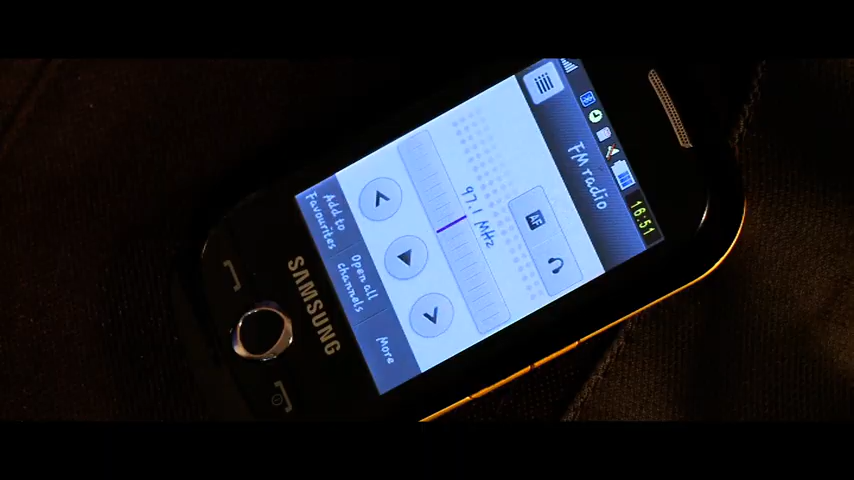 16:51
FM radio
AF
97.1 MHz
Add to
Favourites
Open all
channels
More
SAMSUNG